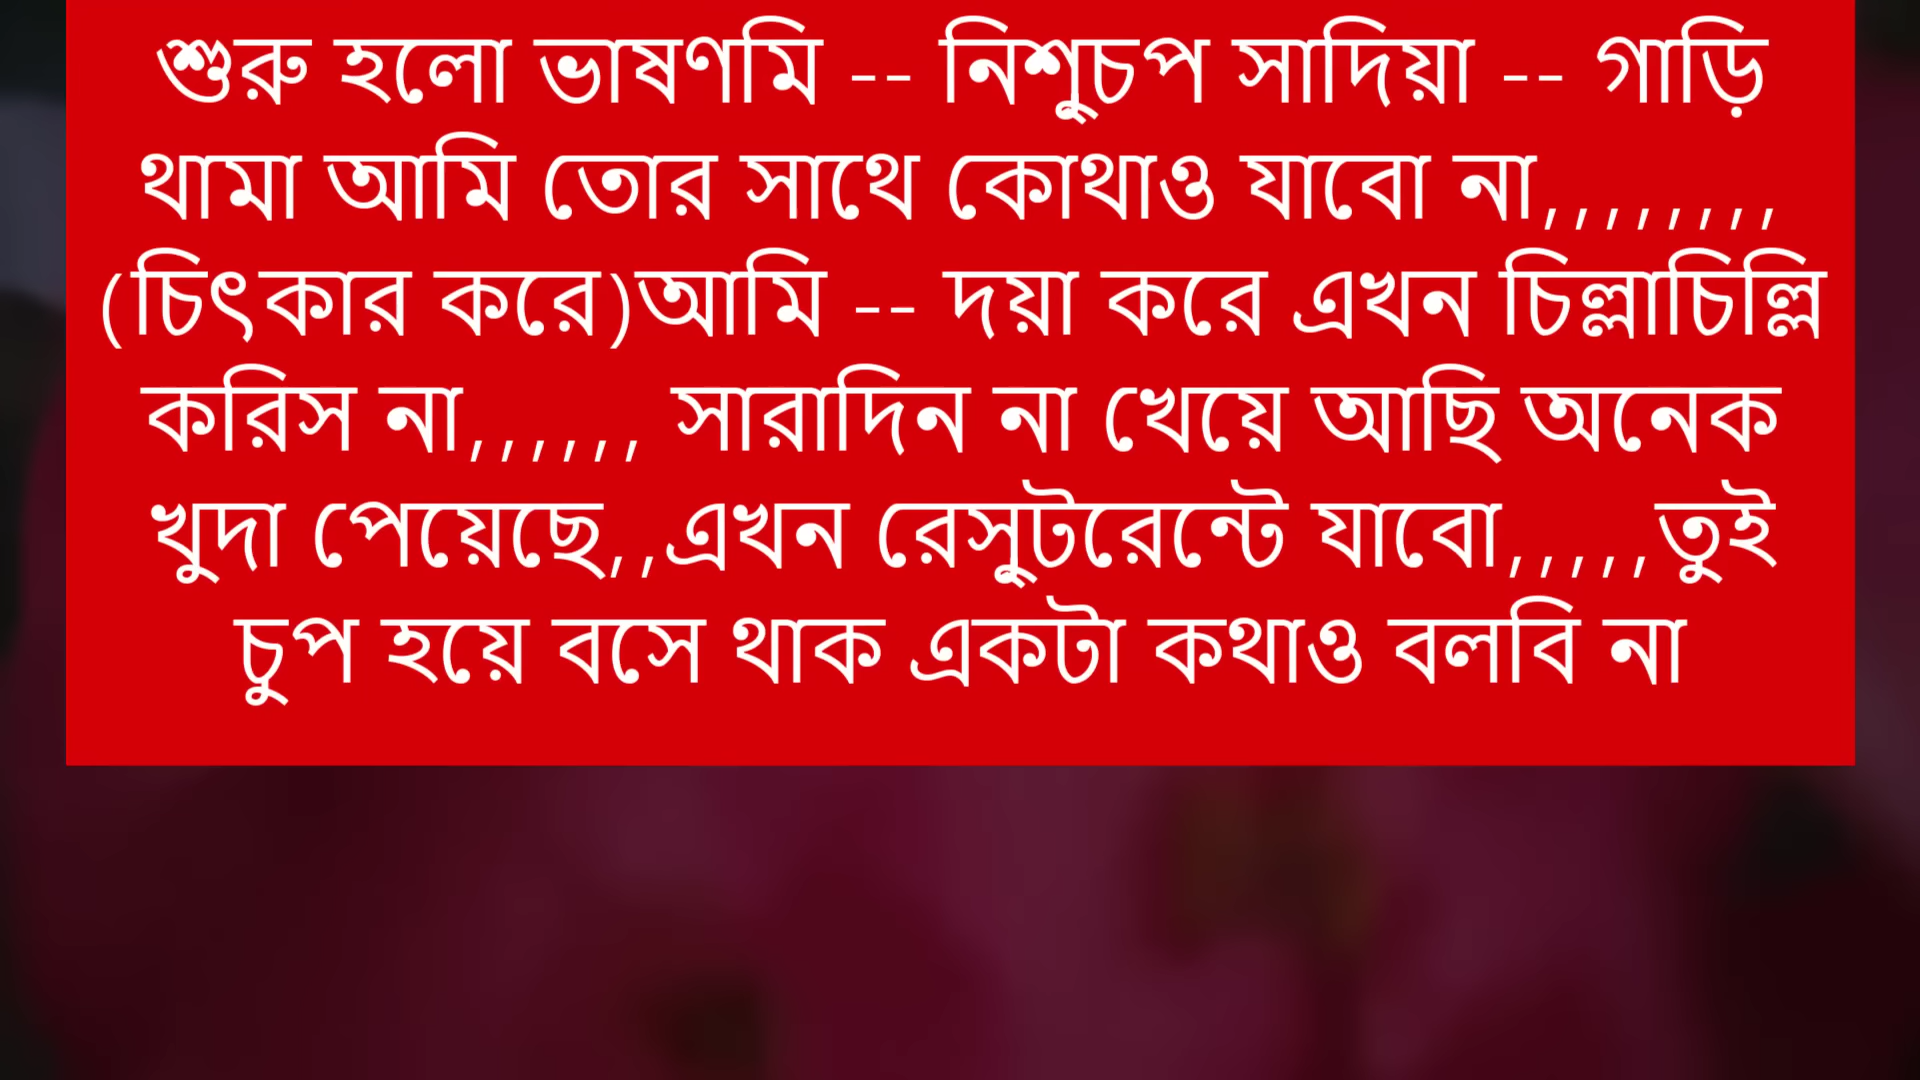 শুরু হলো ভাষণমি -- নিশ্চুপ সাদিয়া -- গাড়ি
থামা আমি তোর সাথে কোথাও যাবো না,,,,,,,,
(চিৎকার করে)আমি -- দয়া করে এখন চিল্লাচিল্লি
করিস না,,,,,, সারাদিন না খেয়ে আছি অনেক
খুদা পেয়েছে,,এখন রেসু্টরেন্টে যাবো,,,,,তুই
চুপ হয়ে বসে থাক একটা কথাও বলবি না